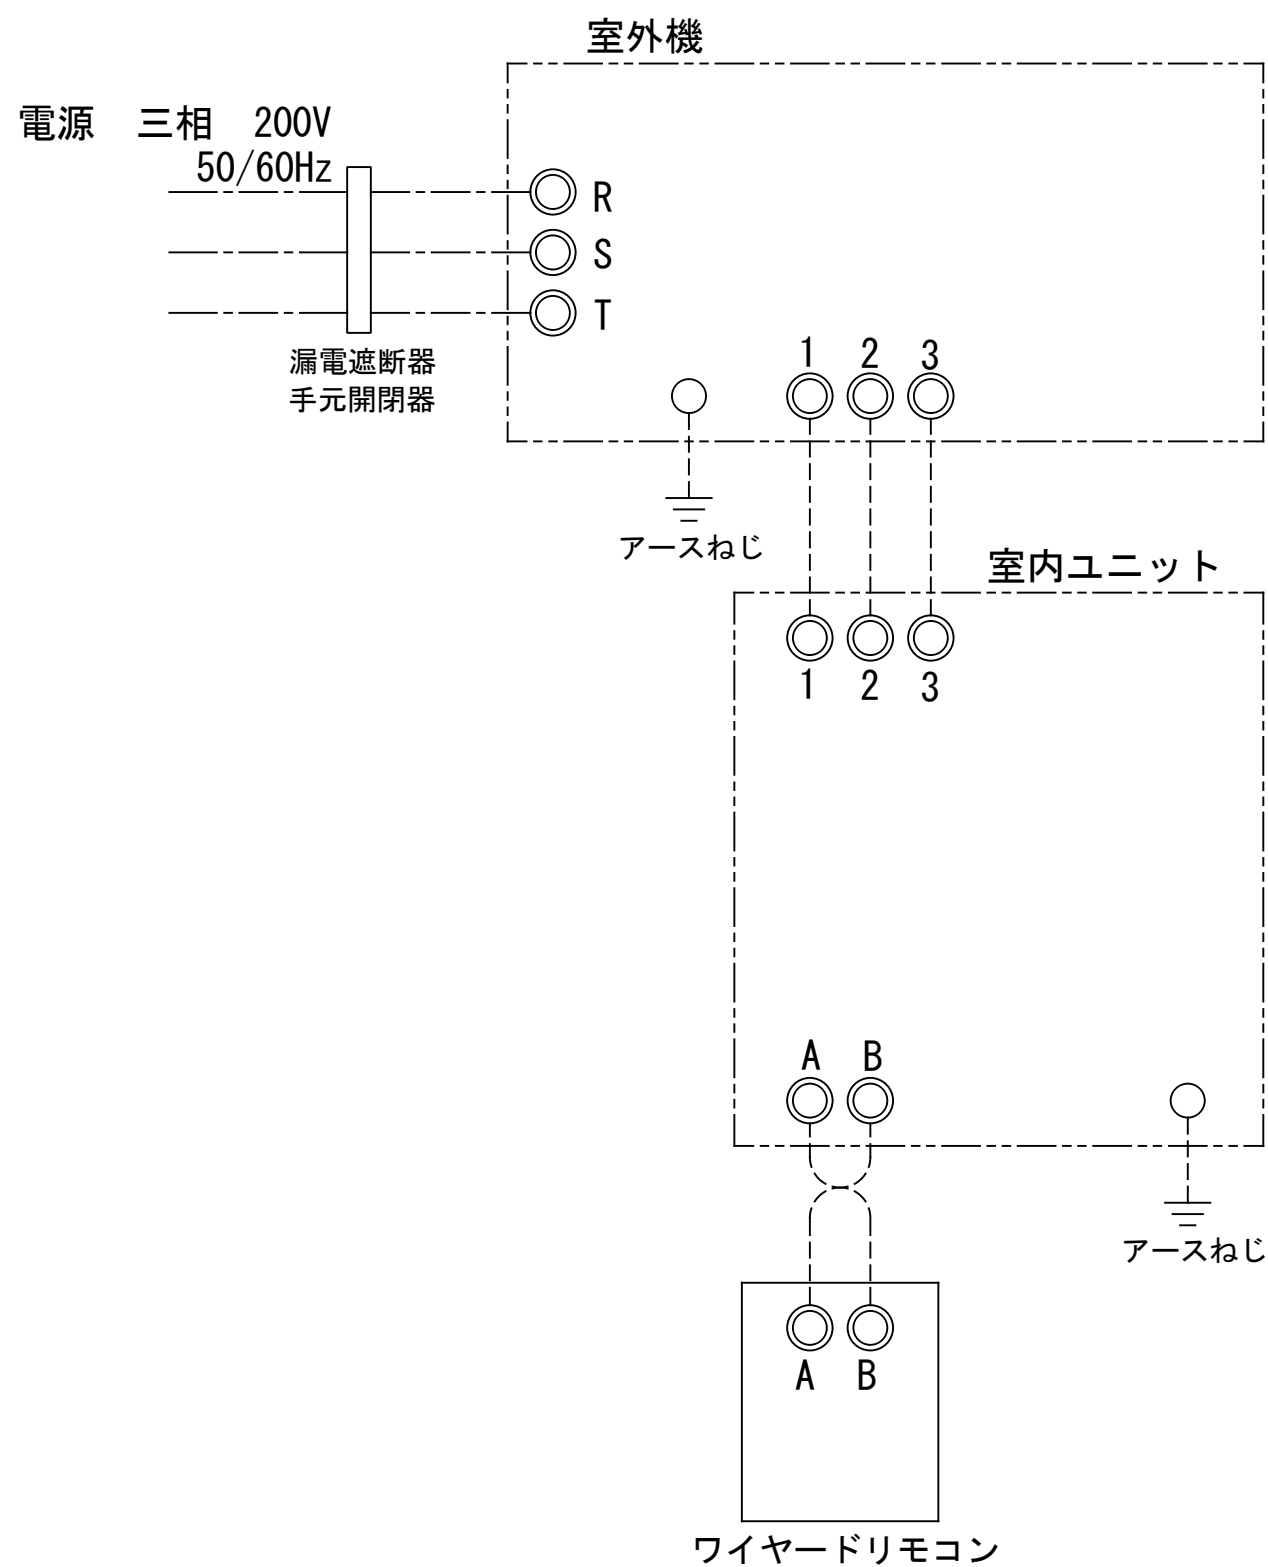 室外機
電源　三相　200V
50/60Hz
R
S
T
漏電遮断器
手元開閉器
1 2 3
アースねじ
室内ユニット
1 2 3
A B
アースねじ
A B
ワイヤードリモコン